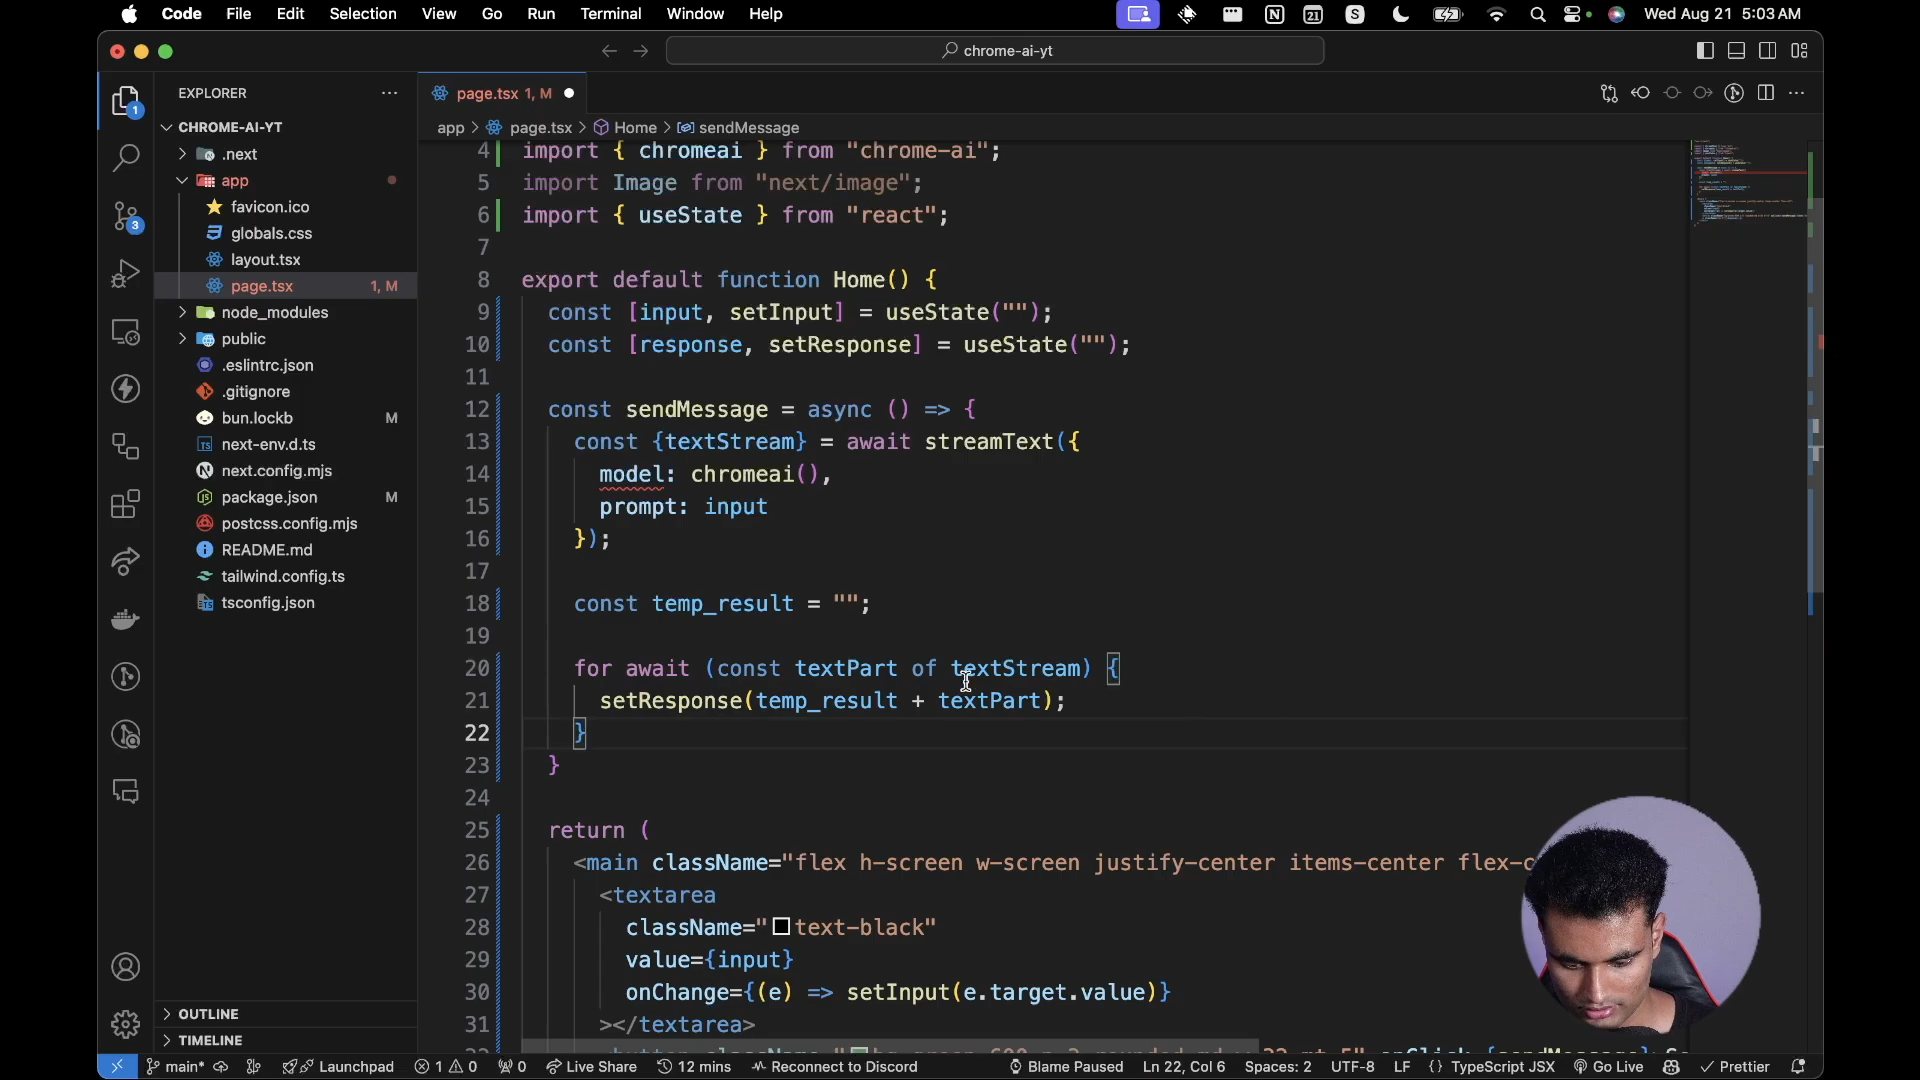 Code File Edit Selection View Go Run Terminal Window Help
21 S Wed Aug 21 5:03 AM
chrome-ai-yt
EXPLORER
page.tsx 1, M
CHROME-AI-YT
app > page.tsx > Home > sendMessage
.next
app
favicon.ico
globals.css
layout.tsx
page.tsx 1, M
node_modules
public
.eslintrc.json
.gitignore
bun.lockb M
next-env.d.ts
next.config.mjs
package.json M
postcss.config.mjs
README.md
tailwind.config.ts
tsconfig.json
OUTLINE
TIMELINE
1
3
4 import { chromeai } from "chrome-ai";
5 import Image from "next/image";
6 import { useState } from "react";
7
8 export default function Home() {
9 const [input, setInput] = useState("");
10 const [response, setResponse] = useState("");
11
12 const sendMessage = async () => {
13 const {textStream} = await streamText({
14 model: chromeai(),
15 prompt: input
16 });
17
18 const temp_result = "";
19
20 for await (const textPart of textStream) {
21 setResponse(temp_result + textPart);
22 }
23 }
24
25 return (
26 <main className="flex h-screen w-screen justify-center items-center flex-c
27 <textarea
28 className="text-black"
29 value={input}
30 onChange={(e) => setInput(e.target.value)}
31 ></textarea>
main* Launchpad 1 0 0 Live Share 12 mins Reconnect to Discord Blame Paused Ln 22, Col 6 Spaces: 2 UTF-8 LF {} TypeScript JSX Go Live Prettier